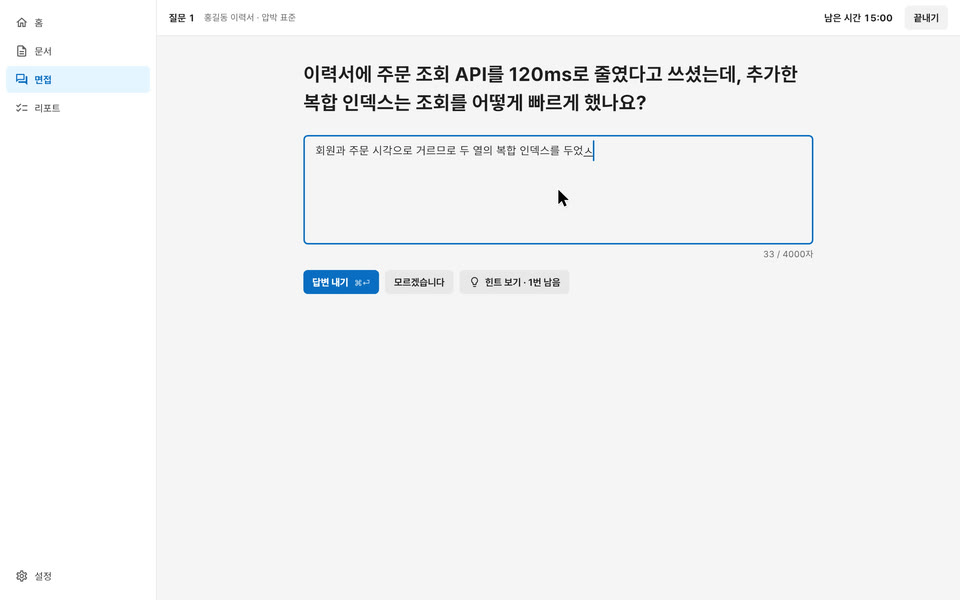 홈
문서
면접
리포트
설정
질문 1 홍길동 이력서 · 압박 표준
남은 시간 15:00 끝내기
이력서에 주문 조회 API를 120ms로 줄였다고 쓰셨는데, 추가한
복합 인덱스는 조회를 어떻게 빠르게 했나요?
회원과 주문 시각으로 거르므로 두 열의 복합 인덱스를 두었ㅅ
33 / 4000자
답변 내기 ⌘↵ 모르겠습니다 힌트 보기 · 1번 남음